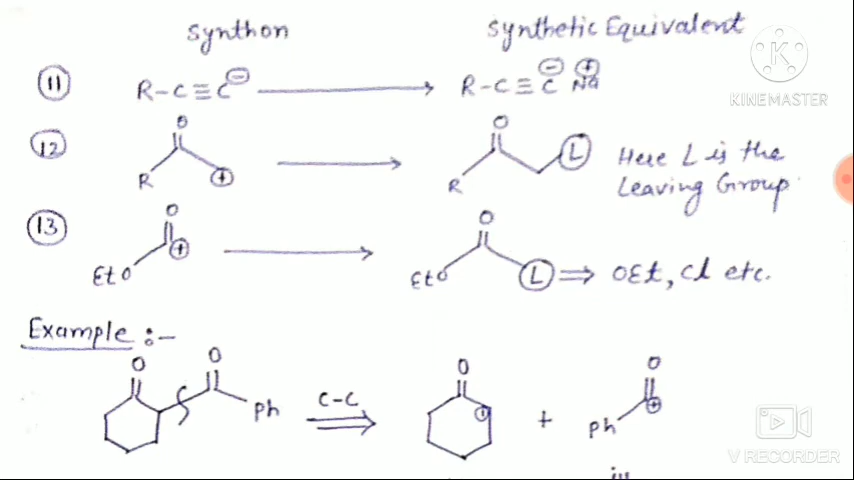 Synthon Synthetic Equivalent
11 R-C≡C⊖ → R-C≡C⊖ Na⊕
KINEMASTER
12 O R ⊕ → O R L Here L is the
Leaving Group
13 O ⊕ EtO → O EtO L ⇒ OEt, Cl etc.
Example :-
O O Ph C-C ⇒ O ⊖ + O Ph ⊕
V RECORDER